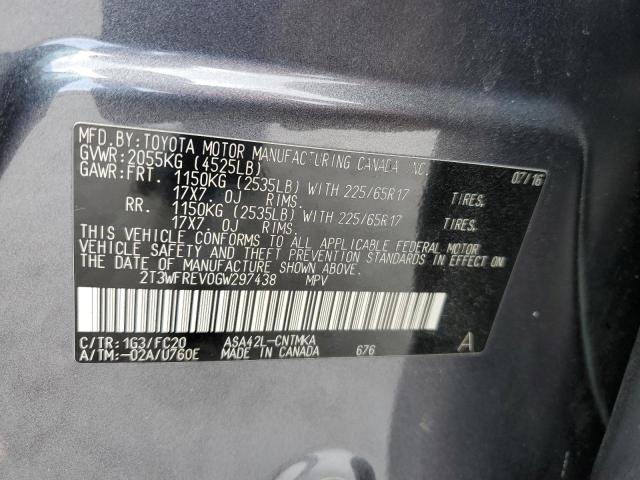 MFD.BY:TOYOTA MOTOR MANUFACTURING CANADA INC. 07/16
GVWR:2055KG (4525LB)
GAWR:FRT. 1150KG (2535LB) WITH 225/65R17 TIRES.
17X7.0J RIMS.
RR. 1150KG (2535LB) WITH 225/65R17 TIRES.
17X7.0J RIMS.
THIS VEHICLE CONFORMS TO ALL APPLICABLE FEDERAL MOTOR
VEHICLE SAFETY AND THEFT PREVENTION STANDARDS IN EFFECT ON
THE DATE OF MANUFACTURE SHOWN ABOVE.
2T3WFREV0GW297438 MPV
C/TR:1G3/FC20 ASA42L-CNTMKA
A/TM:-02A/U760E MADE IN CANADA 676 A